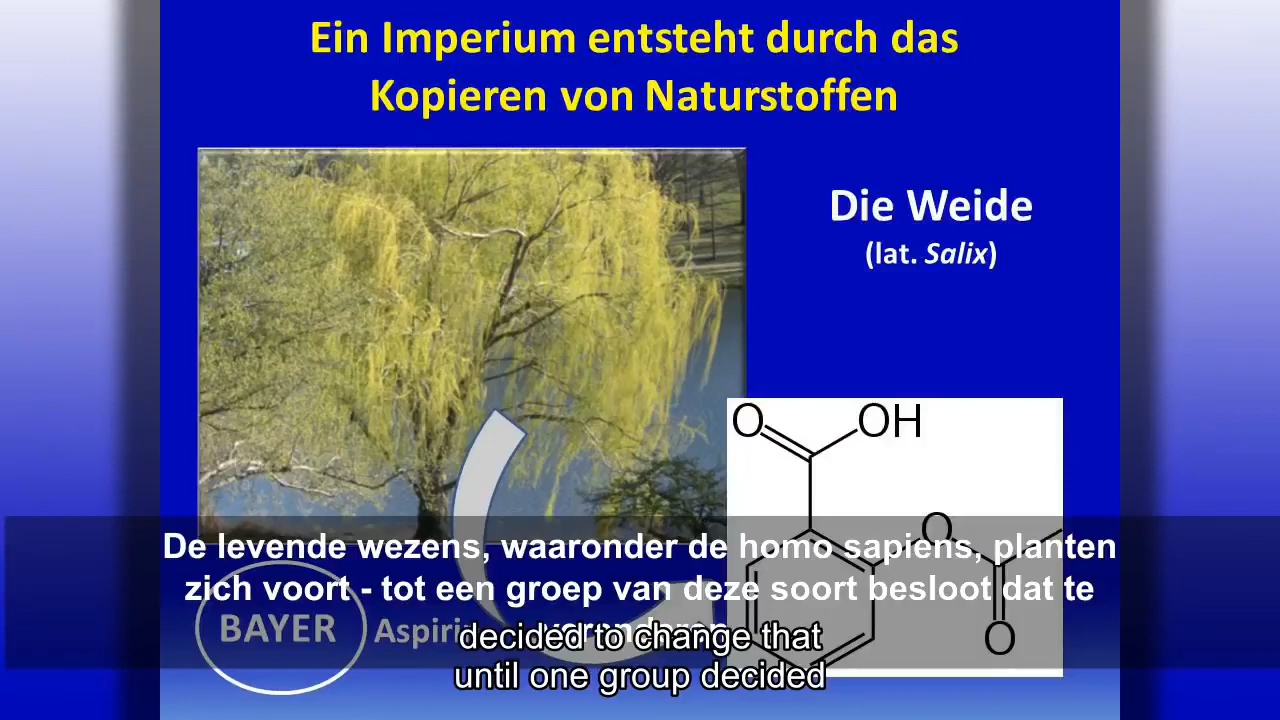 Ein Imperium entsteht durch das
Kopieren von Naturstoffen
Die Weide
(lat. Salix)
O
OH
O
O
De levende wezens, waaronder de homo sapiens, planten
zich voort - tot een groep van deze soort besloot dat te
veranderen
BAYER
Aspirin
decided to change that
until one group decided